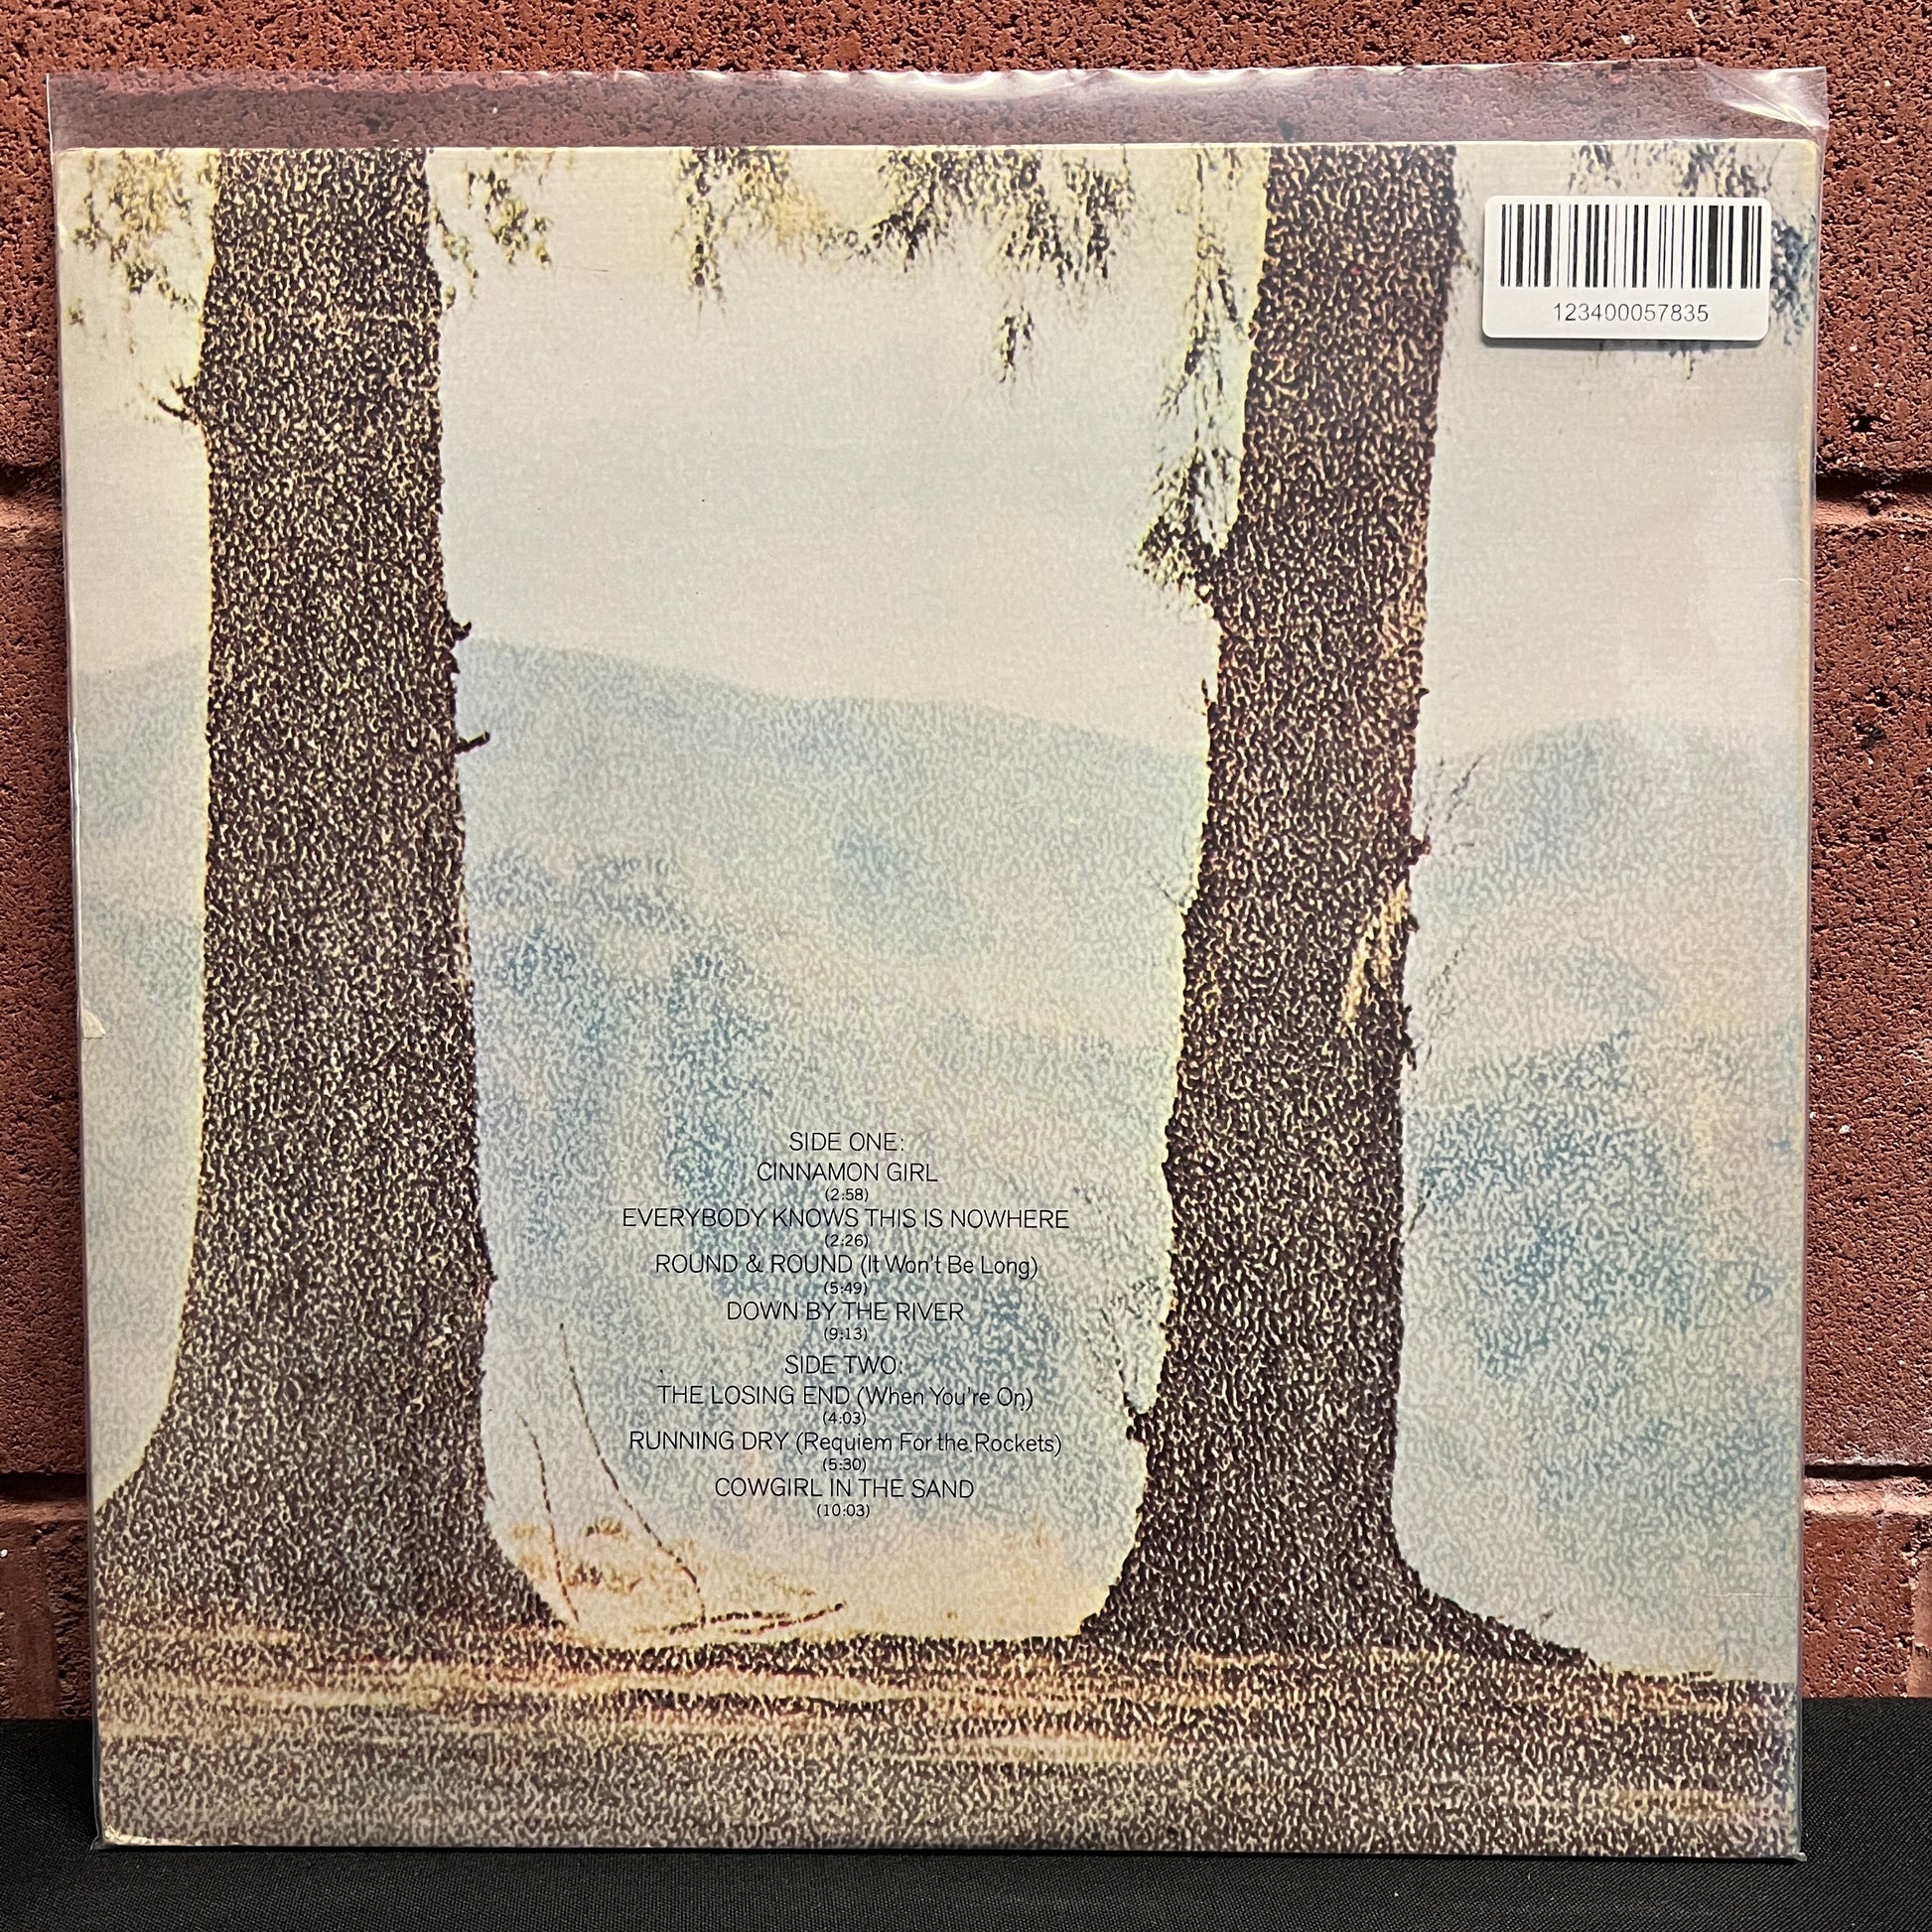 123400057835
SIDE ONE:
CINNAMON GIRL
(2:58)
EVERYBODY KNOWS THIS IS NOWHERE
(2:26)
ROUND & ROUND (It Won't Be Long)
(5:49)
DOWN BY THE RIVER
(9:13)
SIDE TWO:
THE LOSING END (When You're On)
(4:03)
RUNNING DRY (Requiem For the Rockets)
(5:30)
COWGIRL IN THE SAND
(10:03)